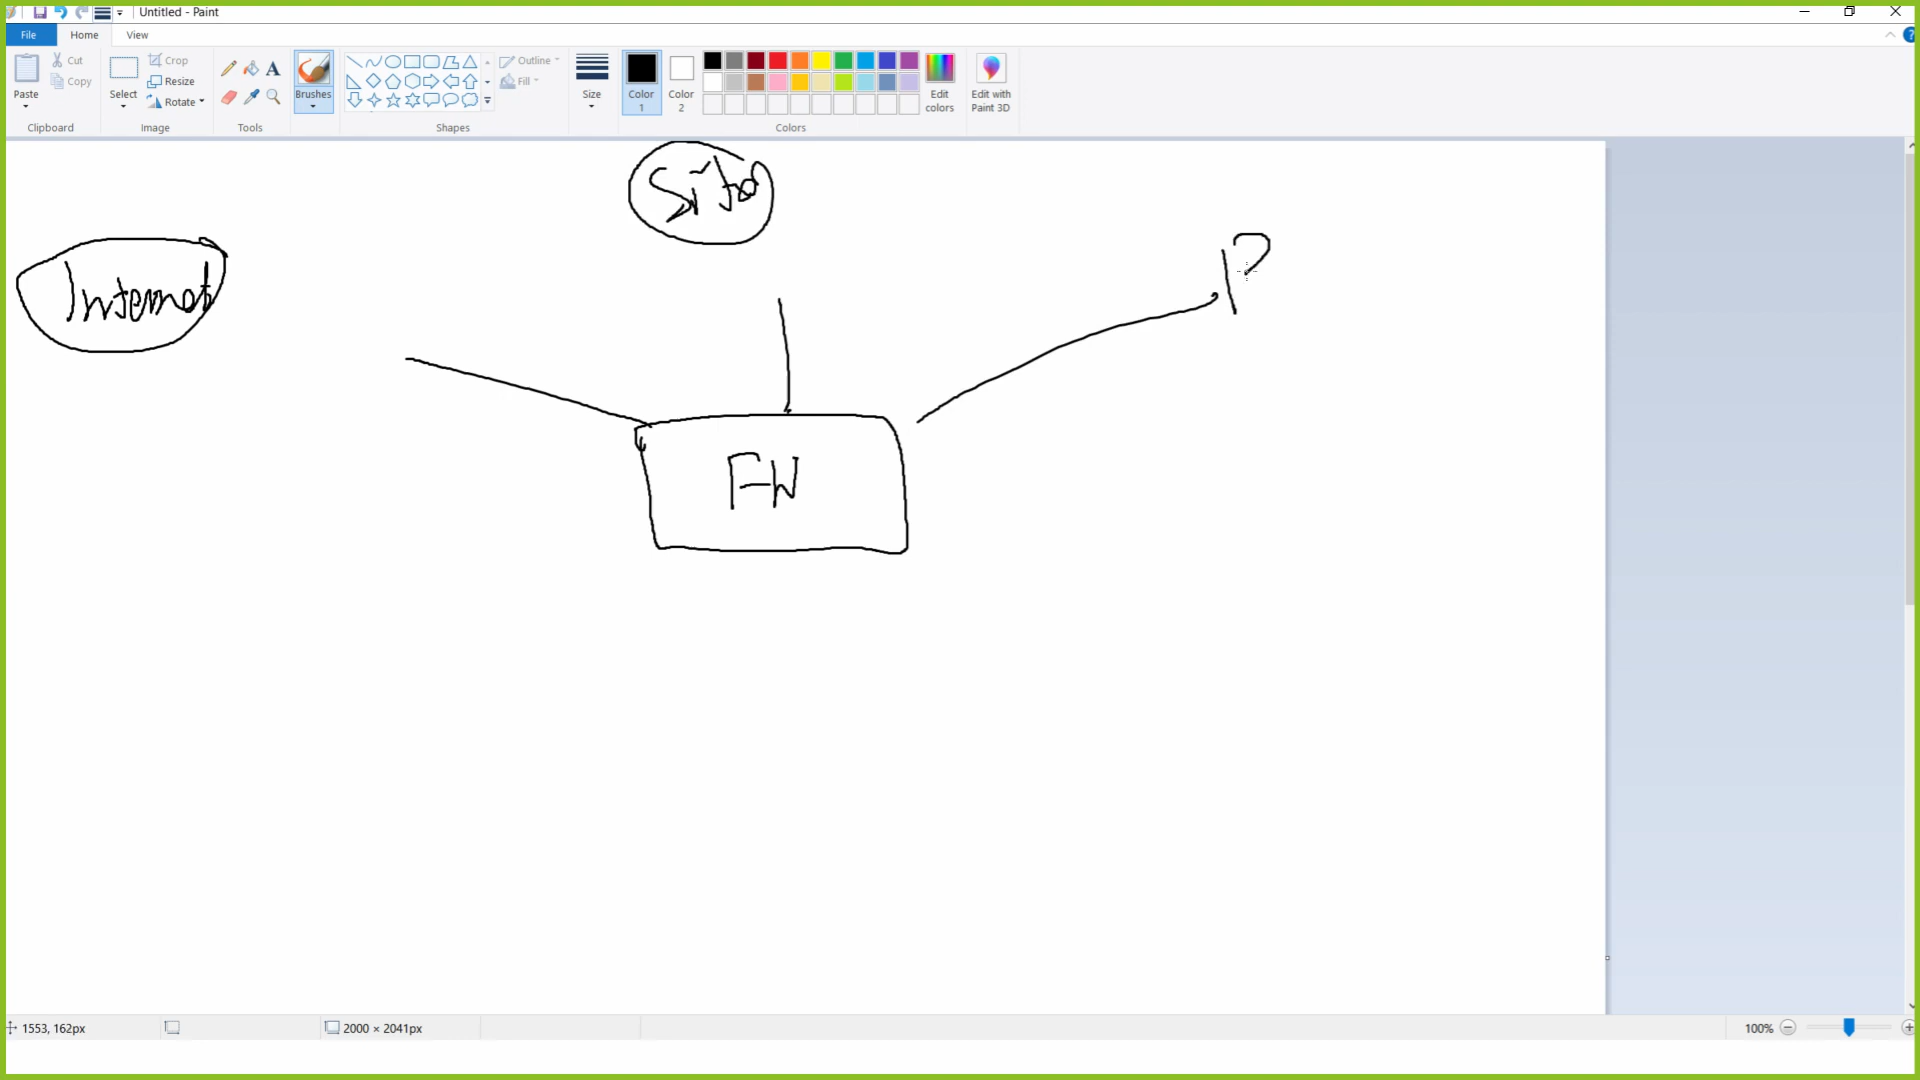 Untitled - Paint
File
Home
View
Paste
Cut
Copy
Clipboard
Select
Crop
Resize
Rotate
Image
A
Tools
Brushes
Shapes
Outline
Fill
Size
Color
1
Color
2
Colors
Edit
colors
Edit with
Paint 3D
?
Internet
P
FW
1553, 162px
2000 × 2041px
100%